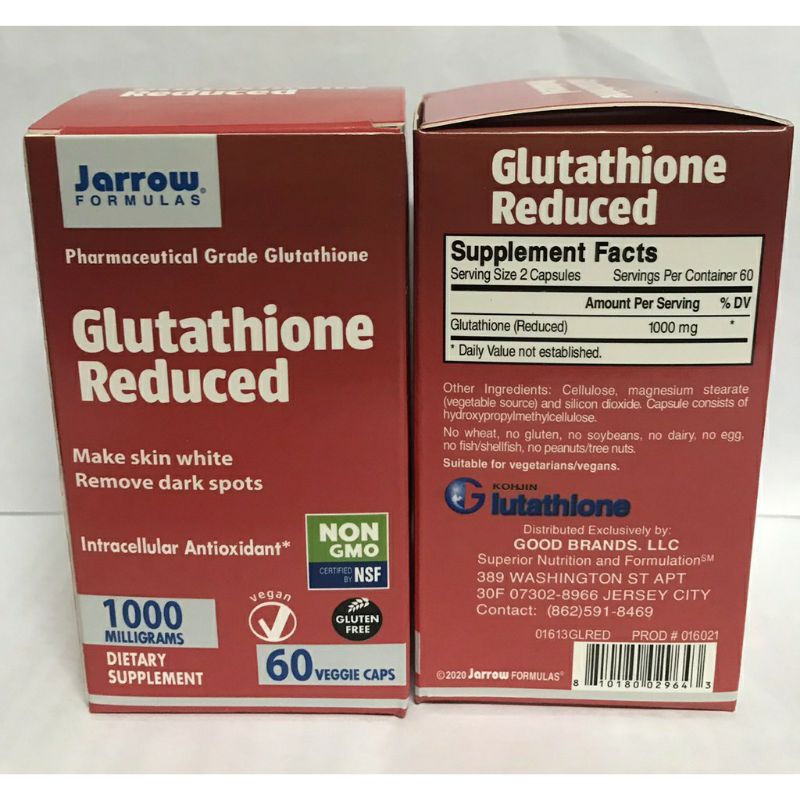 Reduced
Jarrow
FORMULAS®
Pharmaceutical Grade Glutathione
Glutathione
Reduced
Make skin white
Remove dark spots
Intracellular Antioxidant*
NON
GMO
CERTIFIED
BY NSF
vegan
GLUTEN
FREE
1000
MILLIGRAMS
DIETARY
SUPPLEMENT
60 VEGGIE CAPS
Glutathione
Reduced
Glutathione
Reduced
Supplement Facts
Serving Size 2 Capsules Servings Per Container 60
Amount Per Serving % DV
Glutathione (Reduced) 1000 mg *
* Daily Value not established.
Other Ingredients: Cellulose, magnesium stearate
(vegetable source) and silicon dioxide. Capsule consists of
hydroxypropylmethylcellulose.
No wheat, no gluten, no soybeans, no dairy, no egg,
no fish/shellfish, no peanuts/tree nuts.
Suitable for vegetarians/vegans.
KOHJIN
Glutathione
Distributed Exclusively by:
GOOD BRANDS. LLC
Superior Nutrition and Formulation℠
389 WASHINGTON ST APT
30F 07302-8966 JERSEY CITY
Contact: (862)591-8469
01613GLRED PROD # 016021
©2020 Jarrow FORMULAS®
8 10180 02964 3